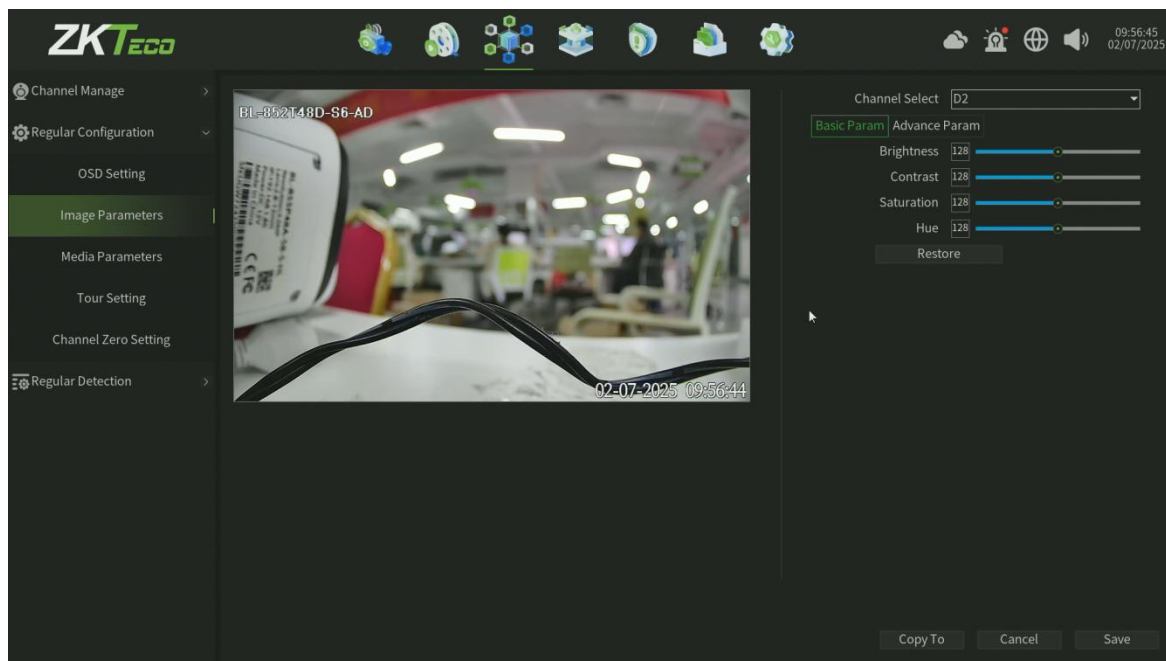 ZKTECO
09:56:45
02/07/2025
Channel Manage
Regular Configuration
OSD Setting
Image Parameters
Media Parameters
Tour Setting
Channel Zero Setting
Regular Detection
BL-852T48D-S6-AD
CE FC
02-07-2025 09:56:44
Channel Select D2
Basic Param Advance Param
Brightness 128
Contrast 128
Saturation 128
Hue 128
Restore
Copy To Cancel Save